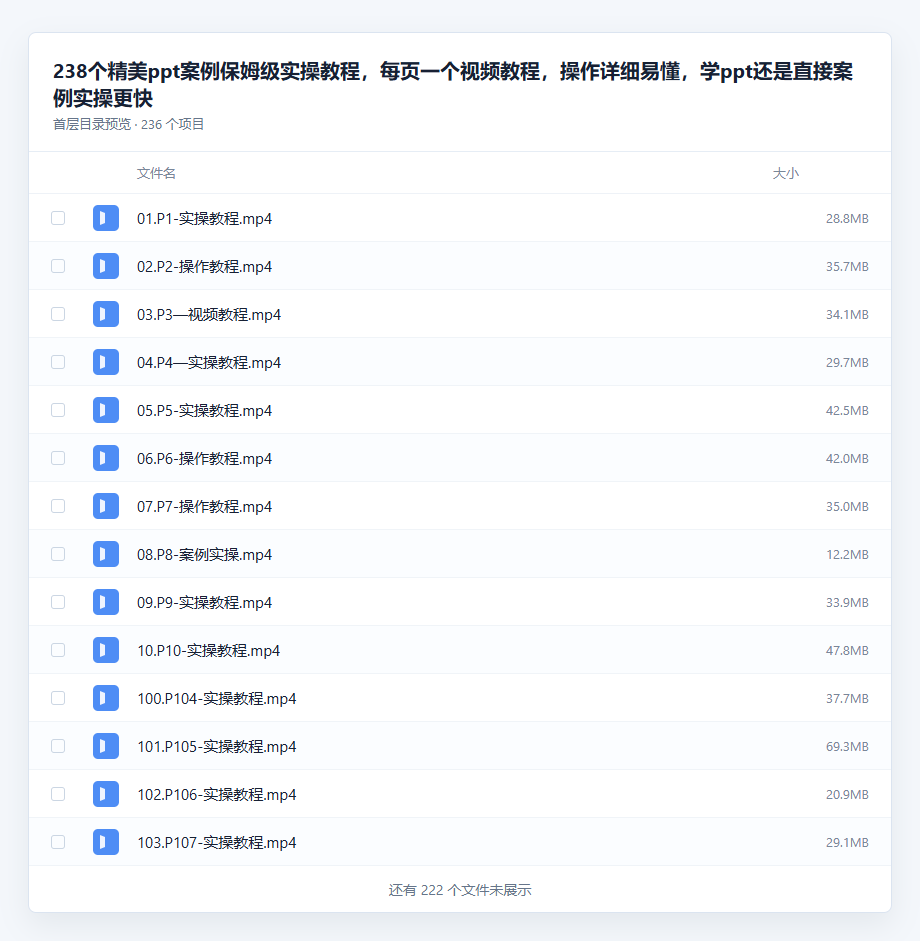 238个精美ppt案例保姆级实操教程，每页一个视频教程，操作详细易懂，学ppt还是直接案
例实操更快
首层目录预览 · 236 个项目
文件名 大小
01.P1-实操教程.mp4 28.8MB
02.P2-操作教程.mp4 35.7MB
03.P3—视频教程.mp4 34.1MB
04.P4—实操教程.mp4 29.7MB
05.P5-实操教程.mp4 42.5MB
06.P6-操作教程.mp4 42.0MB
07.P7-操作教程.mp4 35.0MB
08.P8-案例实操.mp4 12.2MB
09.P9-实操教程.mp4 33.9MB
10.P10-实操教程.mp4 47.8MB
100.P104-实操教程.mp4 37.7MB
101.P105-实操教程.mp4 69.3MB
102.P106-实操教程.mp4 20.9MB
103.P107-实操教程.mp4 29.1MB
还有 222 个文件未展示